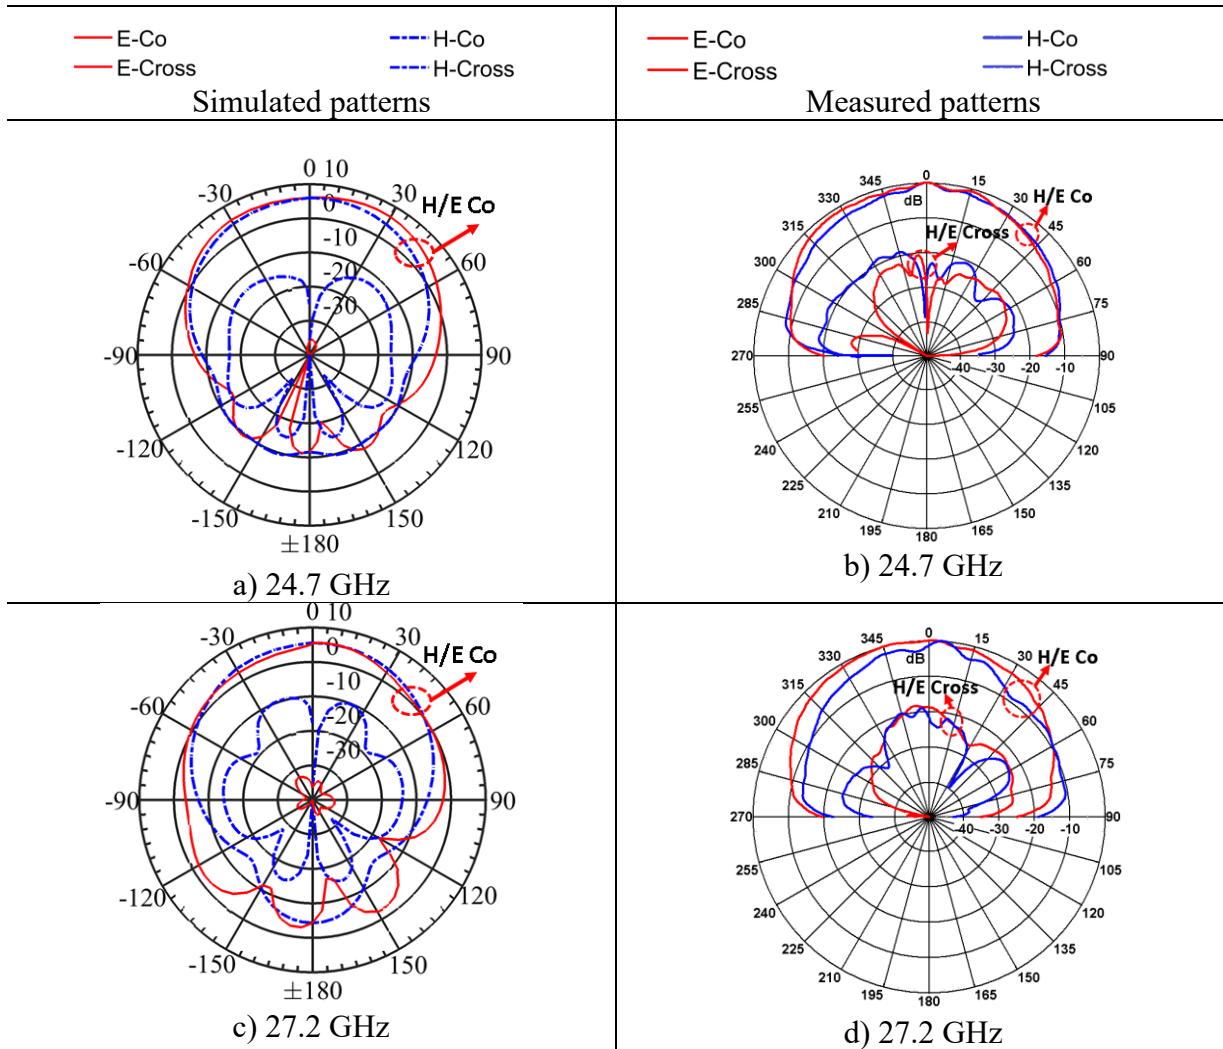 E-Co H-Co
E-Cross H-Cross
Simulated patterns
E-Co H-Co
E-Cross H-Cross
Measured patterns
0 10
-30 30
0
H/E Co
-10
-60 60
-20
-30
-90 90
-120 120
-150 150
±180
a) 24.7 GHz
0
345 15
330 dB 30 H/E Co
315 45
H/E Cross
300 60
285 75
270 -40 -30 -20 -10 90
255 105
240 120
225 135
210 150
195 165
180
b) 24.7 GHz
0 10
-30 30
0
H/E Co
-10
-60 60
-20
-30
-90 90
-120 120
-150 150
±180
c) 27.2 GHz
0
345 15
330 dB 30 H/E Co
315 45
H/E Cross
300 60
285 75
270 -40 -30 -20 -10 90
255 105
240 120
225 135
210 150
195 165
180
d) 27.2 GHz